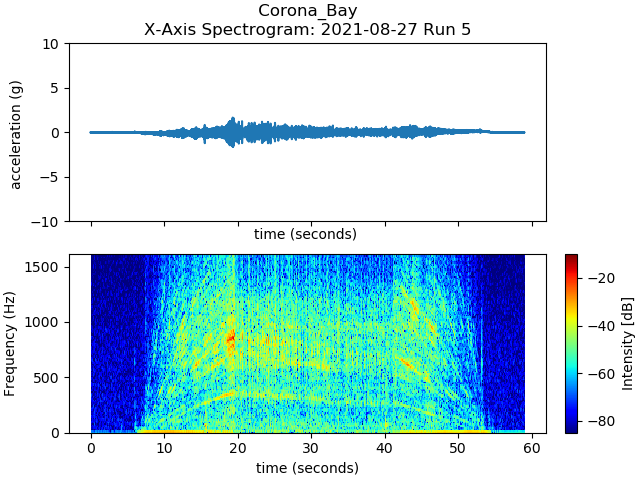 Corona_Bay
X-Axis Spectrogram: 2021-08-27 Run 5
10
5
0
−5
−10
acceleration (g)
time (seconds)
1500
1000
500
0
Frequency (Hz)
0 10 20 30 40 50 60
time (seconds)
−20
−40
−60
−80
Intensity [dB]